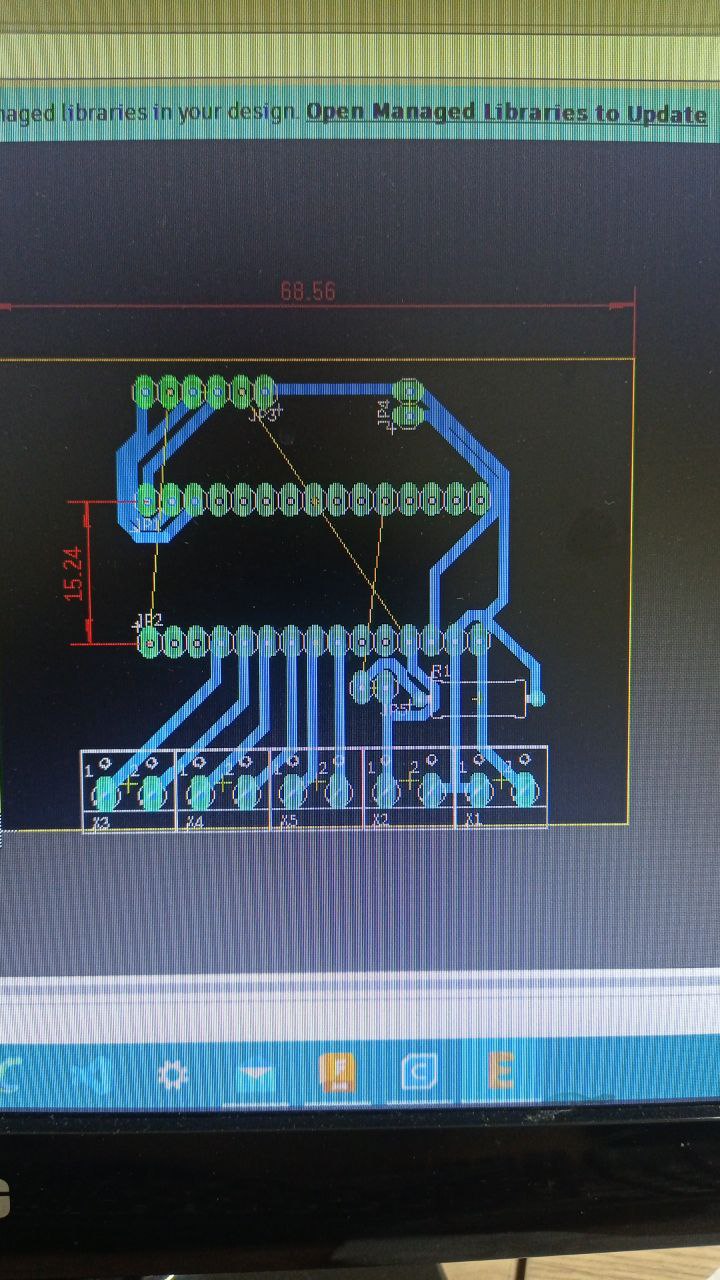 naged libraries in your design. Open Managed Libraries to Update
68.56
JP3
JP4
JP1
15.24
JP2
R1
JP5
1 2 1 2 1 2 1 2 1 2
X3 X4 X5 X2 X1
F
C
E
G